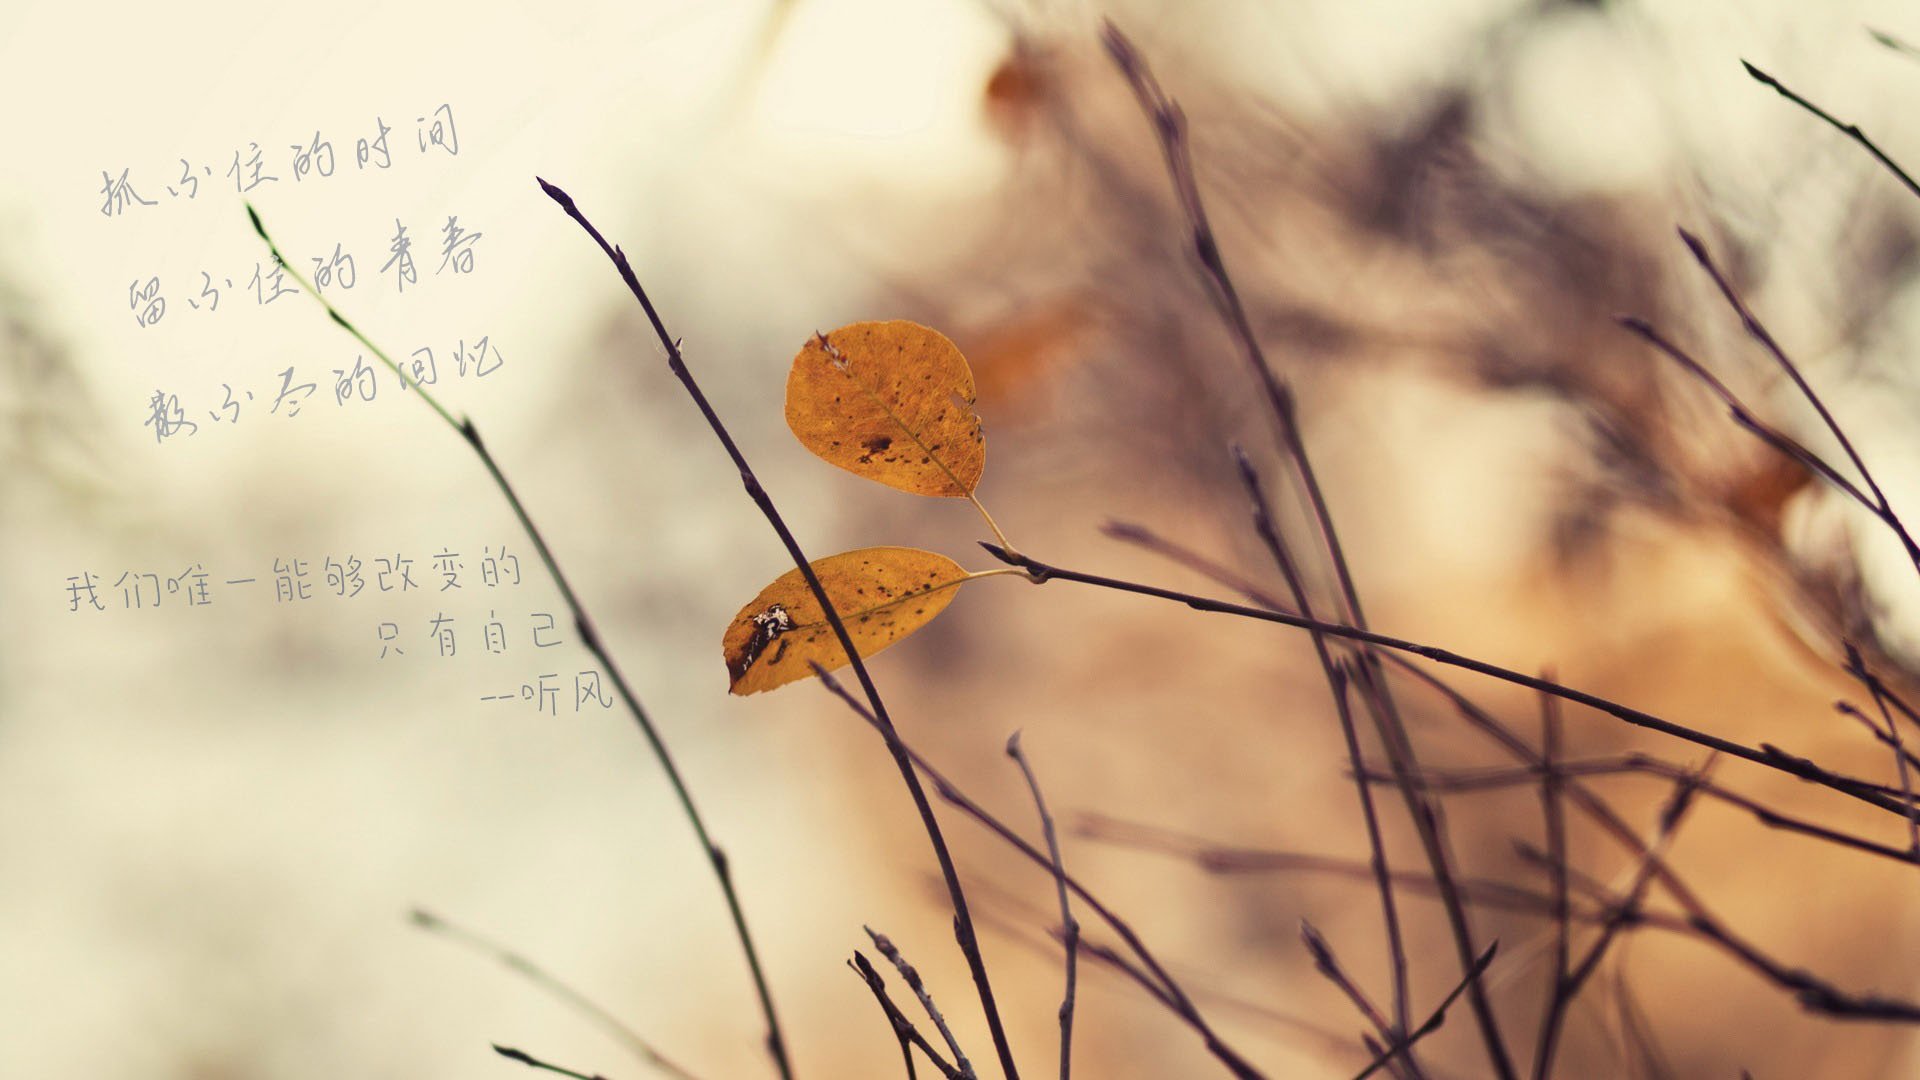 抓不住的时间
留不住的青春
散不尽的回忆
我们唯一能够改变的
只有自己
--听风